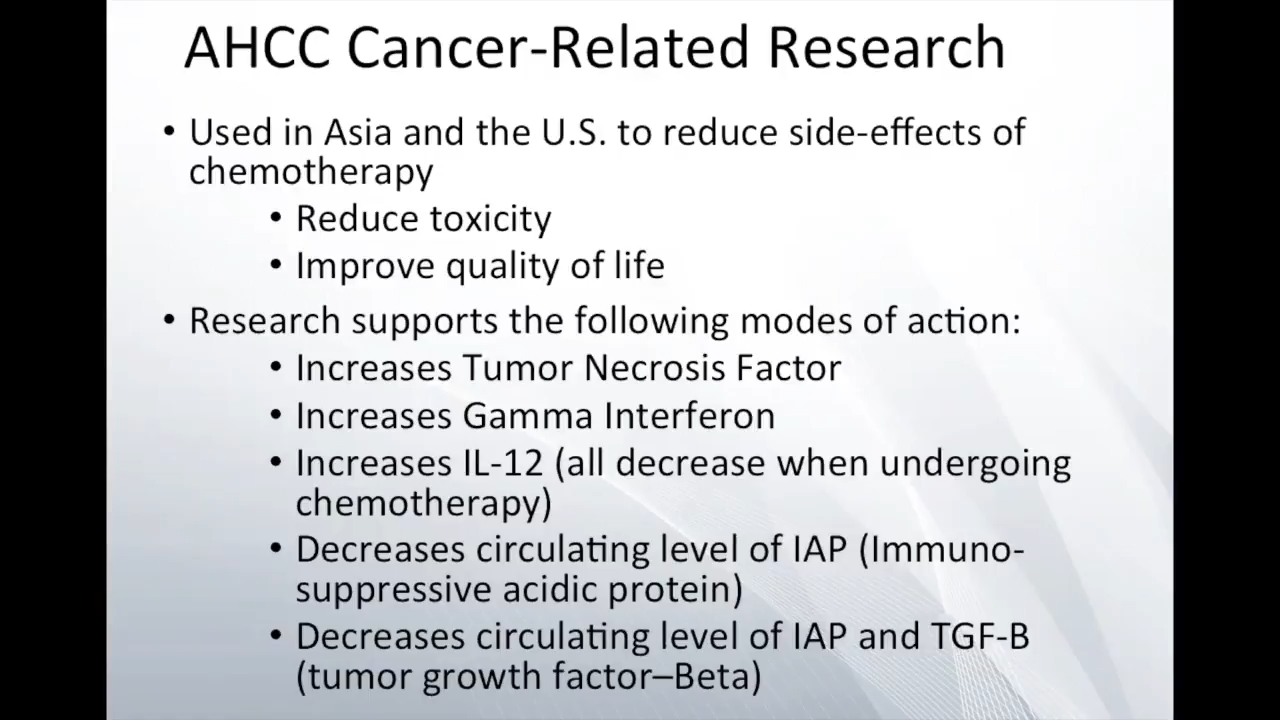 AHCC Cancer-Related Research
• Used in Asia and the U.S. to reduce side-effects of
chemotherapy
• Reduce toxicity
• Improve quality of life
• Research supports the following modes of action:
• Increases Tumor Necrosis Factor
• Increases Gamma Interferon
• Increases IL-12 (all decrease when undergoing
chemotherapy)
• Decreases circulating level of IAP (Immuno-
suppressive acidic protein)
• Decreases circulating level of IAP and TGF-B
(tumor growth factor–Beta)